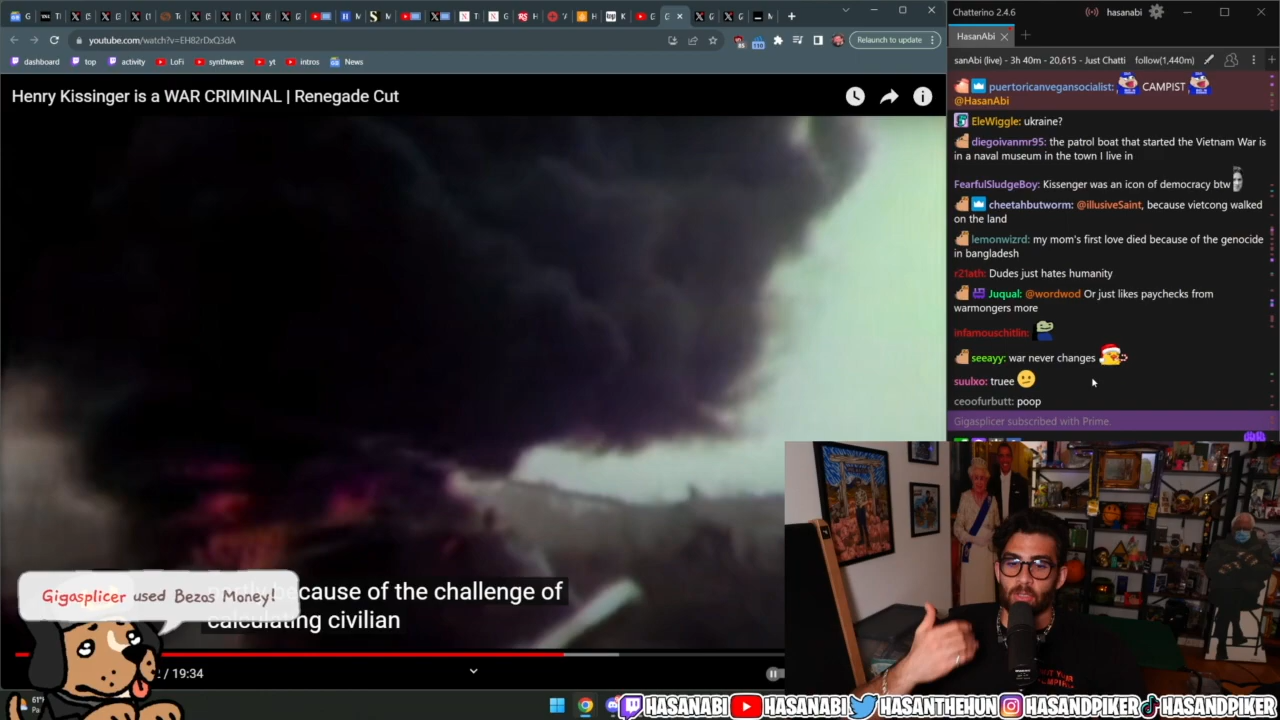 youtube.com/watch?v=EH82rDxQ3dA
Relaunch to update
dashboard
top
activity
LoFi
synthwave
yt
intros
News
Henry Kissinger is a WAR CRIMINAL | Renegade Cut
because of the challenge of
calculating civilian
Gigasplicer used Bezos Money!
/ 19:34
61°
Chatterino 2.4.6
hasanabi
HasanAbi
sanAbi (live) - 3h 40m - 20,615 - Just Chatti
follow(1,440m)
puertoricanvegansocialist: CAMPIST
@HasanAbi
EleWiggle: ukraine?
diegoivanmr95: the patrol boat that started the Vietnam War is
in a naval museum in the town I live in
FearfulSludgeBoy: Kissenger was an icon of democracy btw
cheetahbutworm: @illusiveSaint, because vietcong walked
on the land
lemonwizrd: my mom's first love died because of the genocide
in bangladesh
r21ath: Dudes just hates humanity
Juqual: @wordwod Or just likes paychecks from
warmongers more
infamouschitlin:
seeayy: war never changes
suulxo: truee
ceoofurbutt: poop
Gigasplicer subscribed with Prime.
HASANABI
HASANABI
HASANTHEHUN
HASANDPIKER
HASANDPIKER